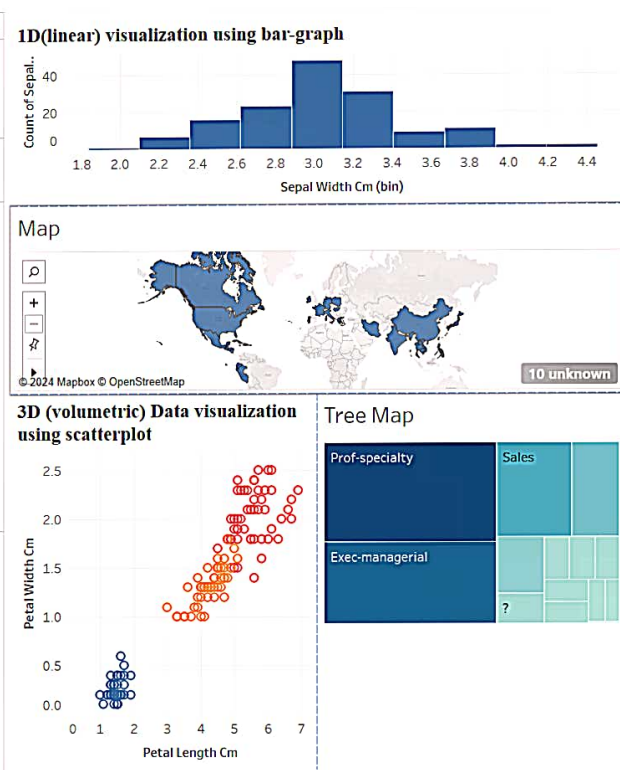 1D(linear) visualization using bar-graph
Count of Sepal..
40
20
0
1.8 2.0 2.2 2.4 2.6 2.8 3.0 3.2 3.4 3.6 3.8 4.0 4.2 4.4
Sepal Width Cm (bin)
Map
+
−
© 2024 Mapbox © OpenStreetMap
10 unknown
3D (volumetric) Data visualization
using scatterplot
Petal Width Cm
2.5
2.0
1.5
1.0
0.5
0.0
0 1 2 3 4 5 6 7
Petal Length Cm
Tree Map
Prof-specialty
Sales
Exec-managerial
?